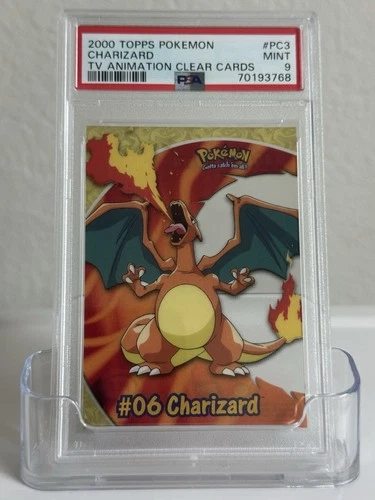 2000 TOPPS POKEMON #PC3
CHARIZARD MINT
TV ANIMATION CLEAR CARDS 9
PSA 70193768
POKéMON
Gotta catch 'em all!
#06 Charizard